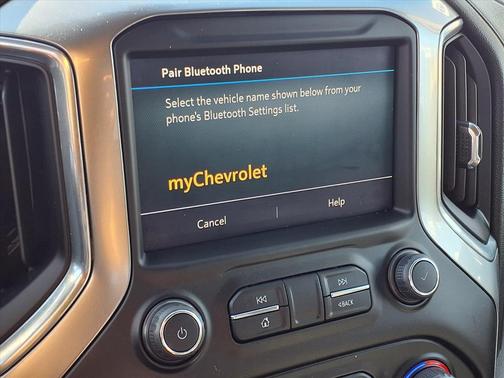 Pair Bluetooth Phone
Select the vehicle name shown below from your
phone's Bluetooth Settings list.
myChevrolet
Cancel
Help
BACK